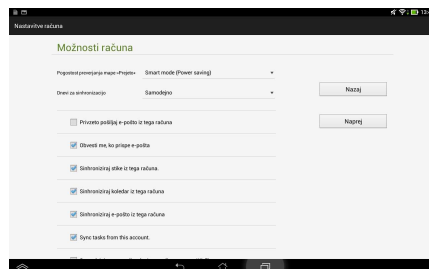 13:
Nastavitve računa
Možnosti računa
Pogostost preverjanja mape »Prejeto«
Smart mode (Power saving)
Dnevi za sinhronizacijo
Samodejno
Nazaj
Naprej
Privzeto pošiljaj e-pošto iz tega računa
Obvesti me, ko prispe e-pošta
Sinhroniziraj stike iz tega računa.
Sinhroniziraj koledar iz tega računa
Sinhroniziraj e-pošto iz tega računa
Sync tasks from this account.